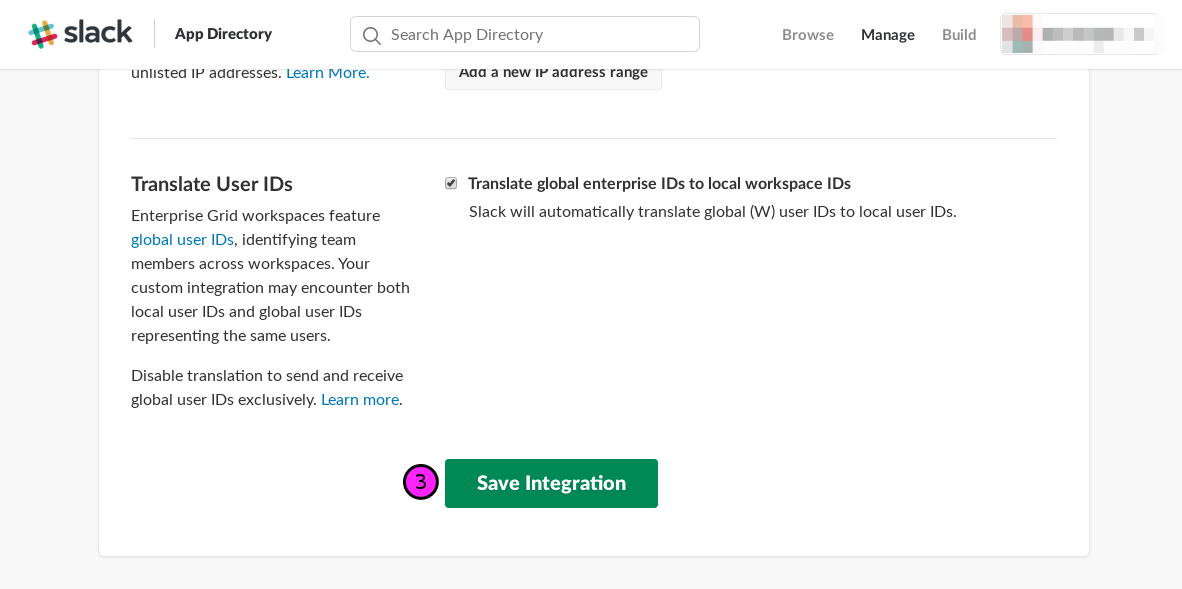 slack
App Directory
Search App Directory
Browse
Manage
Build
unlisted IP addresses. Learn More.
Add a new IP address range
Translate User IDs
Enterprise Grid workspaces feature
global user IDs, identifying team
members across workspaces. Your
custom integration may encounter both
local user IDs and global user IDs
representing the same users.
Disable translation to send and receive
global user IDs exclusively. Learn more.
Translate global enterprise IDs to local workspace IDs
Slack will automatically translate global (W) user IDs to local user IDs.
3
Save Integration